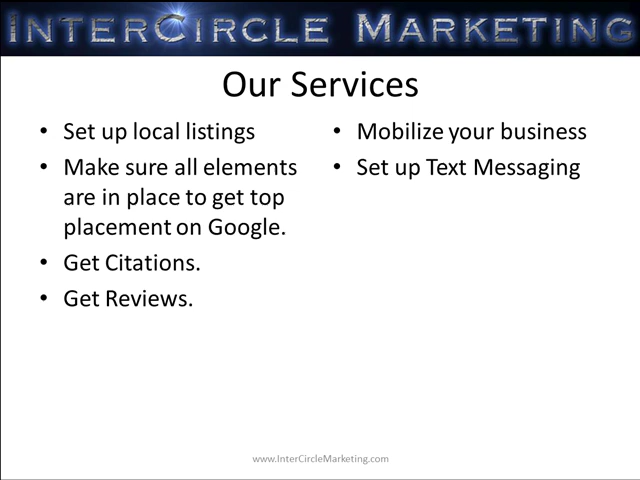 INTERCIRCLE MARKETING
Our Services
• Set up local listings
• Make sure all elements
are in place to get top
placement on Google.
• Get Citations.
• Get Reviews.
• Mobilize your business
• Set up Text Messaging
www.InterCircleMarketing.com